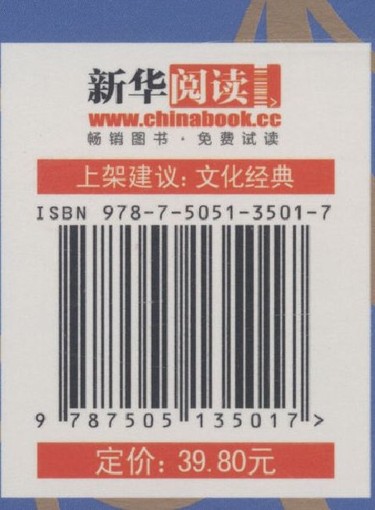 新华阅读
www.chinabook.cc
畅销图书·免费试读
上架建议：文化经典
ISBN 978-7-5051-3501-7
9 787505 135017 >
定价：39.80元